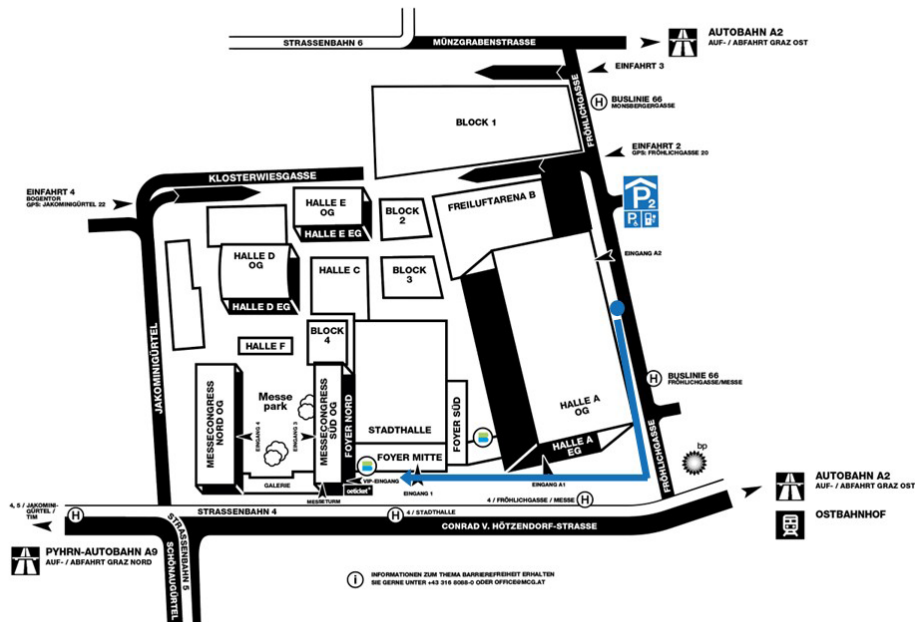 STRASSENBAHN 6
MÜNZGRABENSTRASSE
AUTOBAHN A2
AUF- / ABFAHRT GRAZ OST
EINFAHRT 3
FRÖHLICHGASSE
H
BUSLINIE 66
MONSBERGERGASSE
BLOCK 1
EINFAHRT 2
GPS: FRÖHLICHGASSE 20
KLOSTERWIESGASSE
EINFAHRT 4
BOGENTOR
GPS: JAKOMINIGÜRTEL 22
HALLE E
OG
HALLE E EG
BLOCK
2
FREILUFTARENA B
P2
P
EINGANG A2
HALLE D
OG
HALLE D EG
HALLE C
BLOCK
3
JAKOMINIGÜRTEL
BLOCK
4
HALLE F
H
BUSLINIE 66
FRÖHLICHGASSE/MESSE
MESSECONGRESS
NORD OG
Messe
park
EINGANG 4
EINGANG 3
MESSECONGRESS
SÜD OG
FOYER NORD
STADTHALLE
FOYER SÜD
HALLE A
OG
HALLE A
EG
FRÖHLICHGASSE
bp
FOYER MITTE
VIP-EINGANG
GALERIE
MESSETURM
oeticket
EINGANG 1
EINGANG A1
4 / FRÖHLICHGASSE / MESSE
H
AUTOBAHN A2
AUF- / ABFAHRT GRAZ OST
4, 5 / JAKOMINI-
GÜRTEL /
TIM
H
STRASSENBAHN 4
H
4 / STADTHALLE
CONRAD V. HÖTZENDORF-STRASSE
OSTBAHNHOF
STRASSENBAHN 5
SCHÖNAUGÜRTEL
PYHRN-AUTOBAHN A9
AUF- / ABFAHRT GRAZ NORD
i
INFORMATIONEN ZUM THEMA BARRIEREFREIHEIT ERHALTEN
SIE GERNE UNTER +43 316 8088-0 ODER OFFICE@MCG.AT